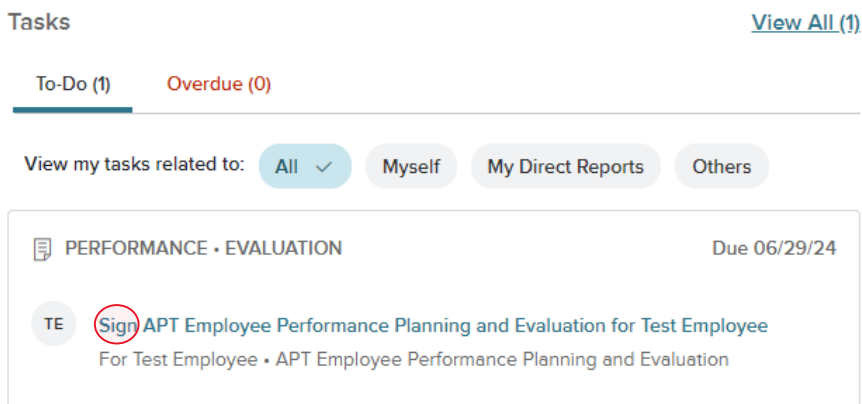 Tasks View All (1)
To-Do (1) Overdue (0)
View my tasks related to: All Myself My Direct Reports Others
PERFORMANCE • EVALUATION Due 06/29/24
TE Sign APT Employee Performance Planning and Evaluation for Test Employee
For Test Employee • APT Employee Performance Planning and Evaluation